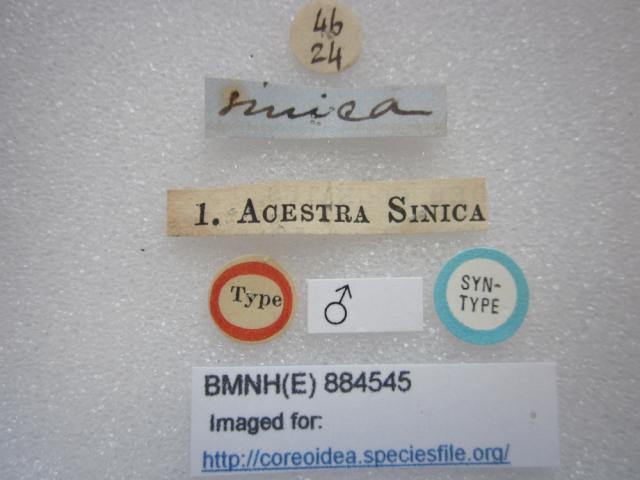 46
24
sinica
1. ACESTRA SINICA
Type
♂
SYN-
TYPE
BMNH(E) 884545
Imaged for:
http://coreoidea.speciesfile.org/